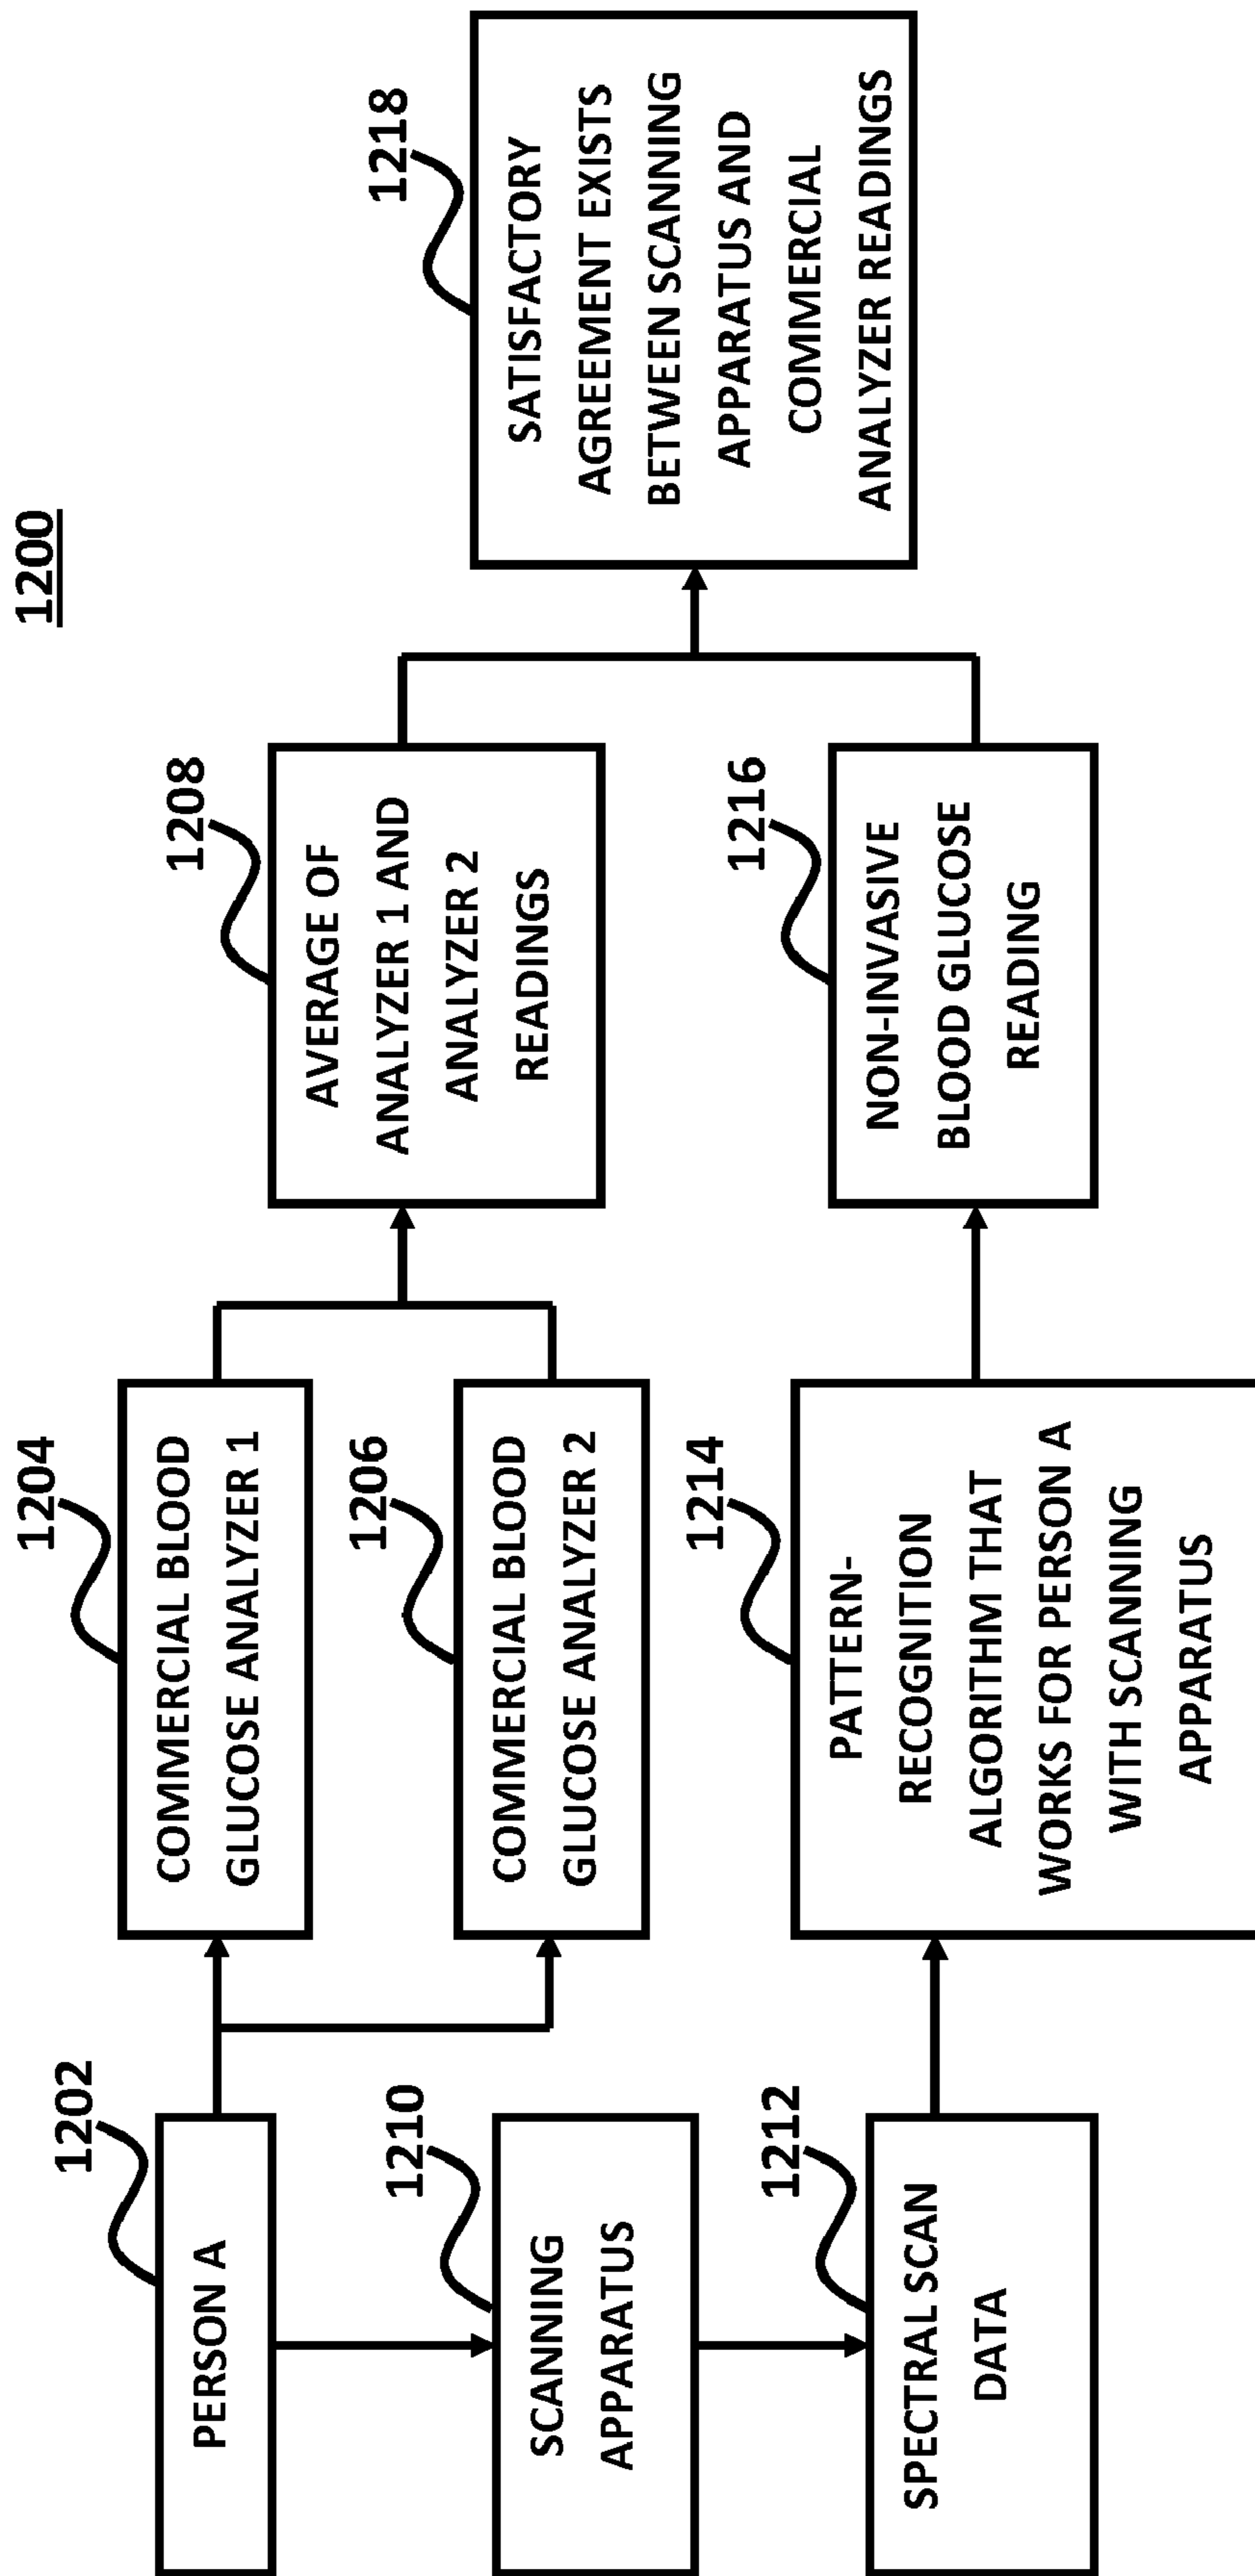 1200
1202
PERSON A
1204
COMMERCIAL BLOOD
GLUCOSE ANALYZER 1
1206
COMMERCIAL BLOOD
GLUCOSE ANALYZER 2
1208
AVERAGE OF
ANALYZER 1 AND
ANALYZER 2
READINGS
1210
SCANNING
APPARATUS
1212
SPECTRAL SCAN
DATA
1214
PATTERN-
RECOGNITION
ALGORITHM THAT
WORKS FOR PERSON A
WITH SCANNING
APPARATUS
1216
NON-INVASIVE
BLOOD GLUCOSE
READING
1218
SATISFACTORY
AGREEMENT EXISTS
BETWEEN SCANNING
APPARATUS AND
COMMERCIAL
ANALYZER READINGS